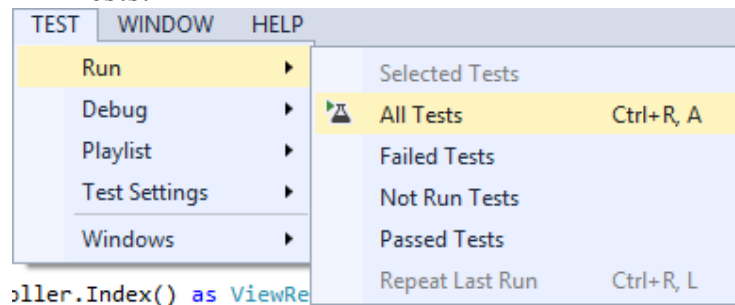 TEST WINDOW HELP
Run
Debug
Playlist
Test Settings
Windows
Selected Tests
All Tests Ctrl+R, A
Failed Tests
Not Run Tests
Passed Tests
Repeat Last Run Ctrl+R, L
oller.Index() as ViewRe